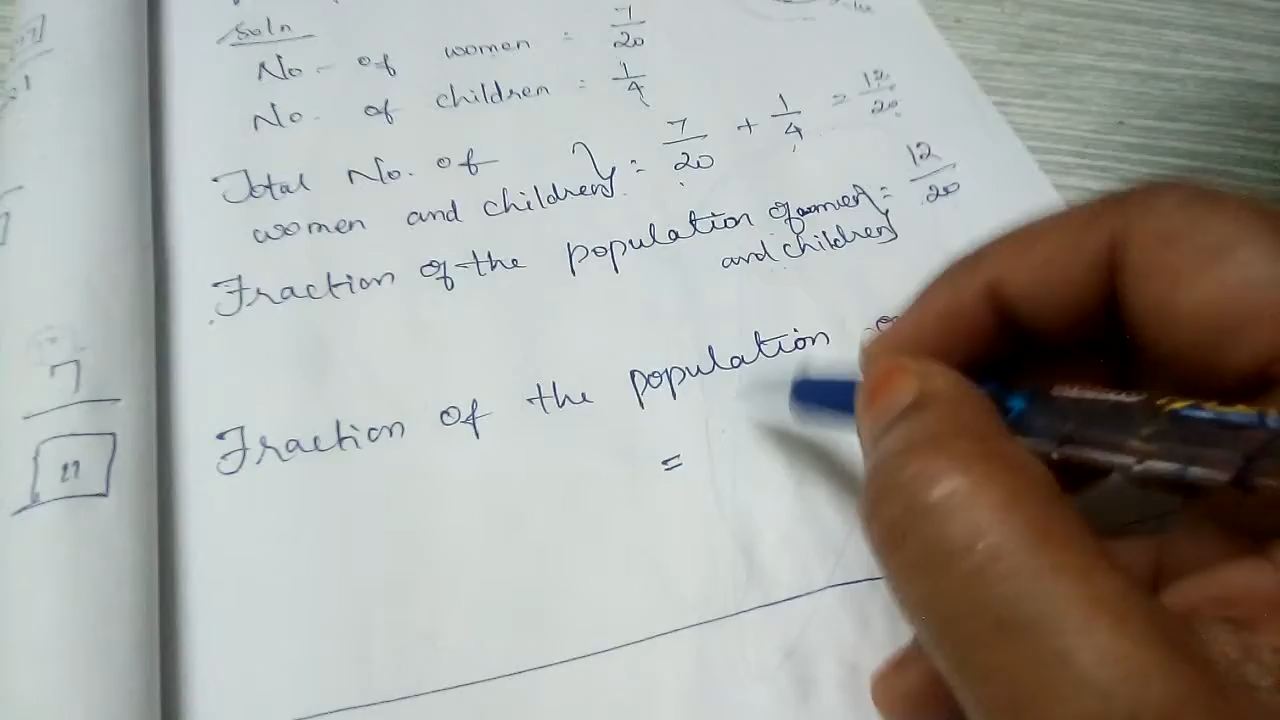 Soln
No. of women = 7/20
No. of children = 1/4
Total No. of
women and children} = 7/20 + 1/4 = 12/20
Fraction of the population of women} = 12/20
and children
Fraction of the population
=
7